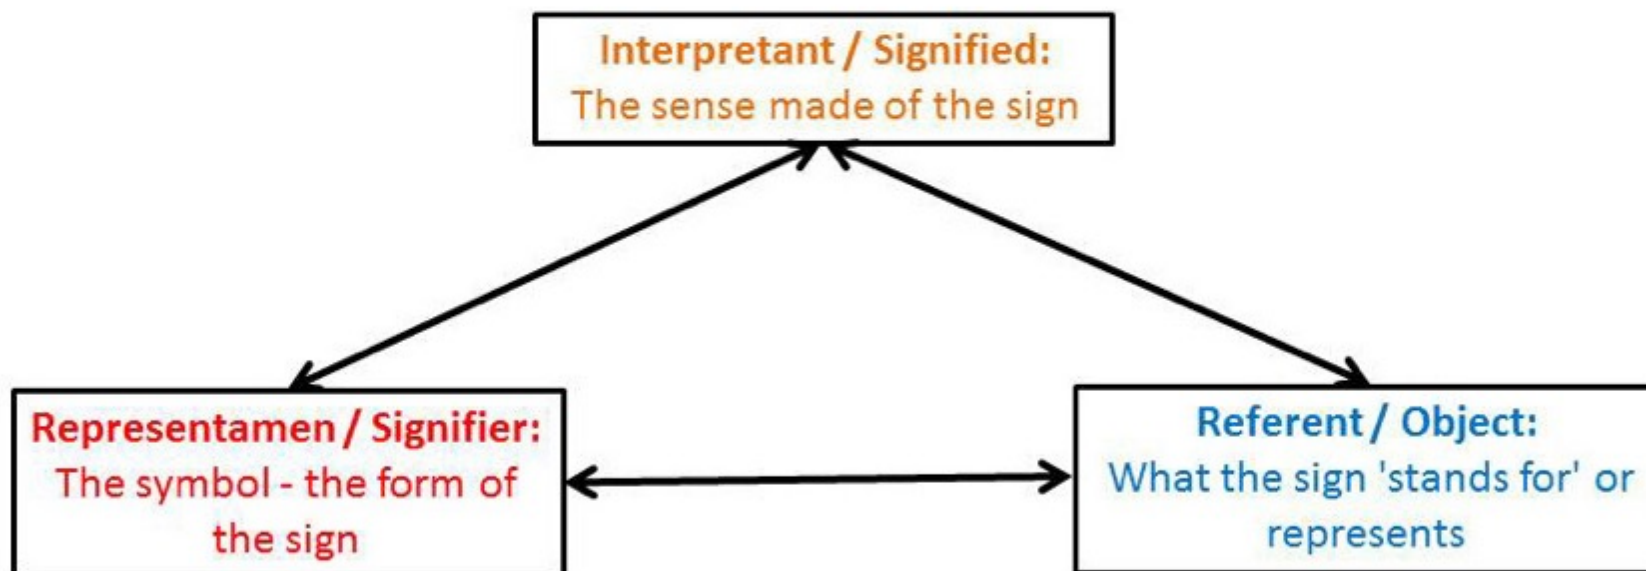 Interpretant / Signified:
The sense made of the sign
Representamen / Signifier:
The symbol - the form of
the sign
Referent / Object:
What the sign 'stands for' or
represents